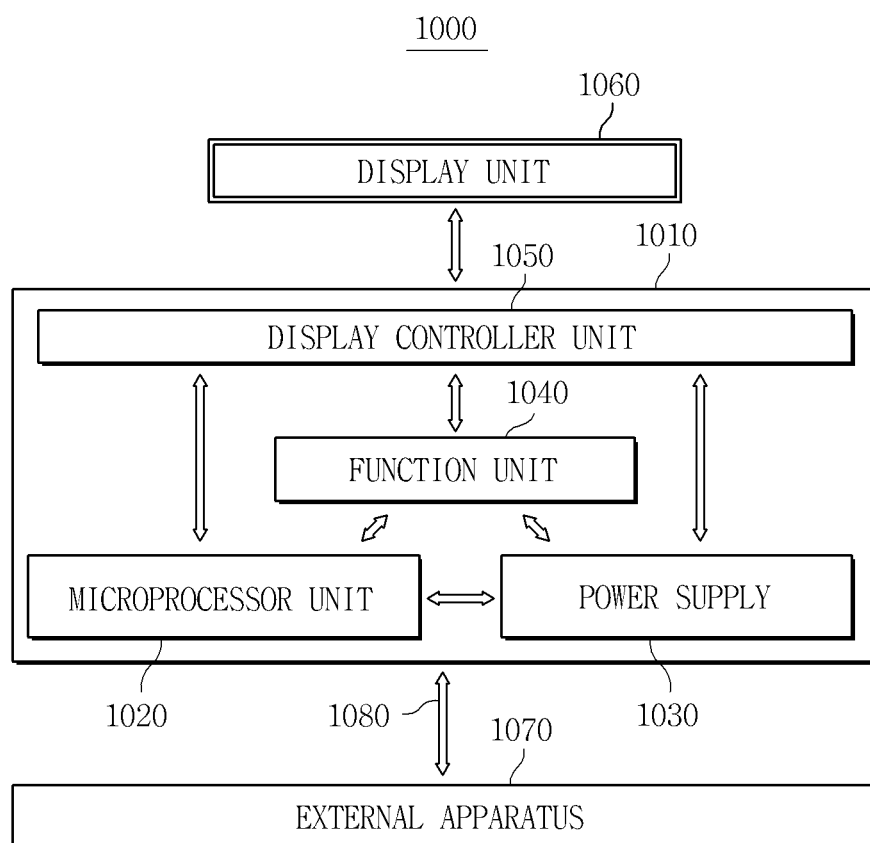 1000
1060
DISPLAY UNIT
1050
1010
DISPLAY CONTROLLER UNIT
1040
FUNCTION UNIT
MICROPROCESSOR UNIT
POWER SUPPLY
1020
1080
1030
1070
EXTERNAL APPARATUS